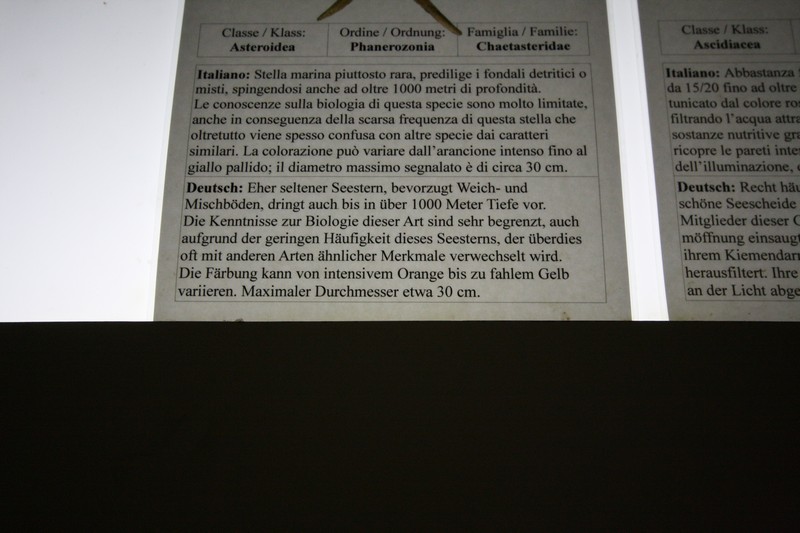 Classe / Klass:
Asteroidea
Ordine / Ordnung:
Phanerozonia
Famiglia / Familie:
Chaetasteridae
Italiano: Stella marina piuttosto rara, predilige i fondali detritici o
misti, spingendosi anche ad oltre 1000 metri di profondità.
Le conoscenze sulla biologia di questa specie sono molto limitate,
anche in conseguenza della scarsa frequenza di questa stella che
oltretutto viene spesso confusa con altre specie dai caratteri
similari. La colorazione può variare dall'arancione intenso fino al
giallo pallido; il diametro massimo segnalato è di circa 30 cm.
Deutsch: Eher seltener Seestern, bevorzugt Weich- und
Mischböden, dringt auch bis in über 1000 Meter Tiefe vor.
Die Kenntnisse zur Biologie dieser Art sind sehr begrenzt, auch
aufgrund der geringen Häufigkeit dieses Seesterns, der überdies
oft mit anderen Arten ähnlicher Merkmale verwechselt wird.
Die Färbung kann von intensivem Orange bis zu fahlem Gelb
variieren. Maximaler Durchmesser etwa 30 cm.
Classe / Klass:
Ascidiacea
Italiano: Abbastanza
da 15/20 fino ad oltre
tunicato dal colore
filtrando l'acqua
sostanze nutritive
ricopre le pareti
dell'illuminazione,
Deutsch: Recht
schöne Seescheide
Mitglieder dieser
möffnung einsaugt
ihrem
herausfiltert. Ihre
an der Licht